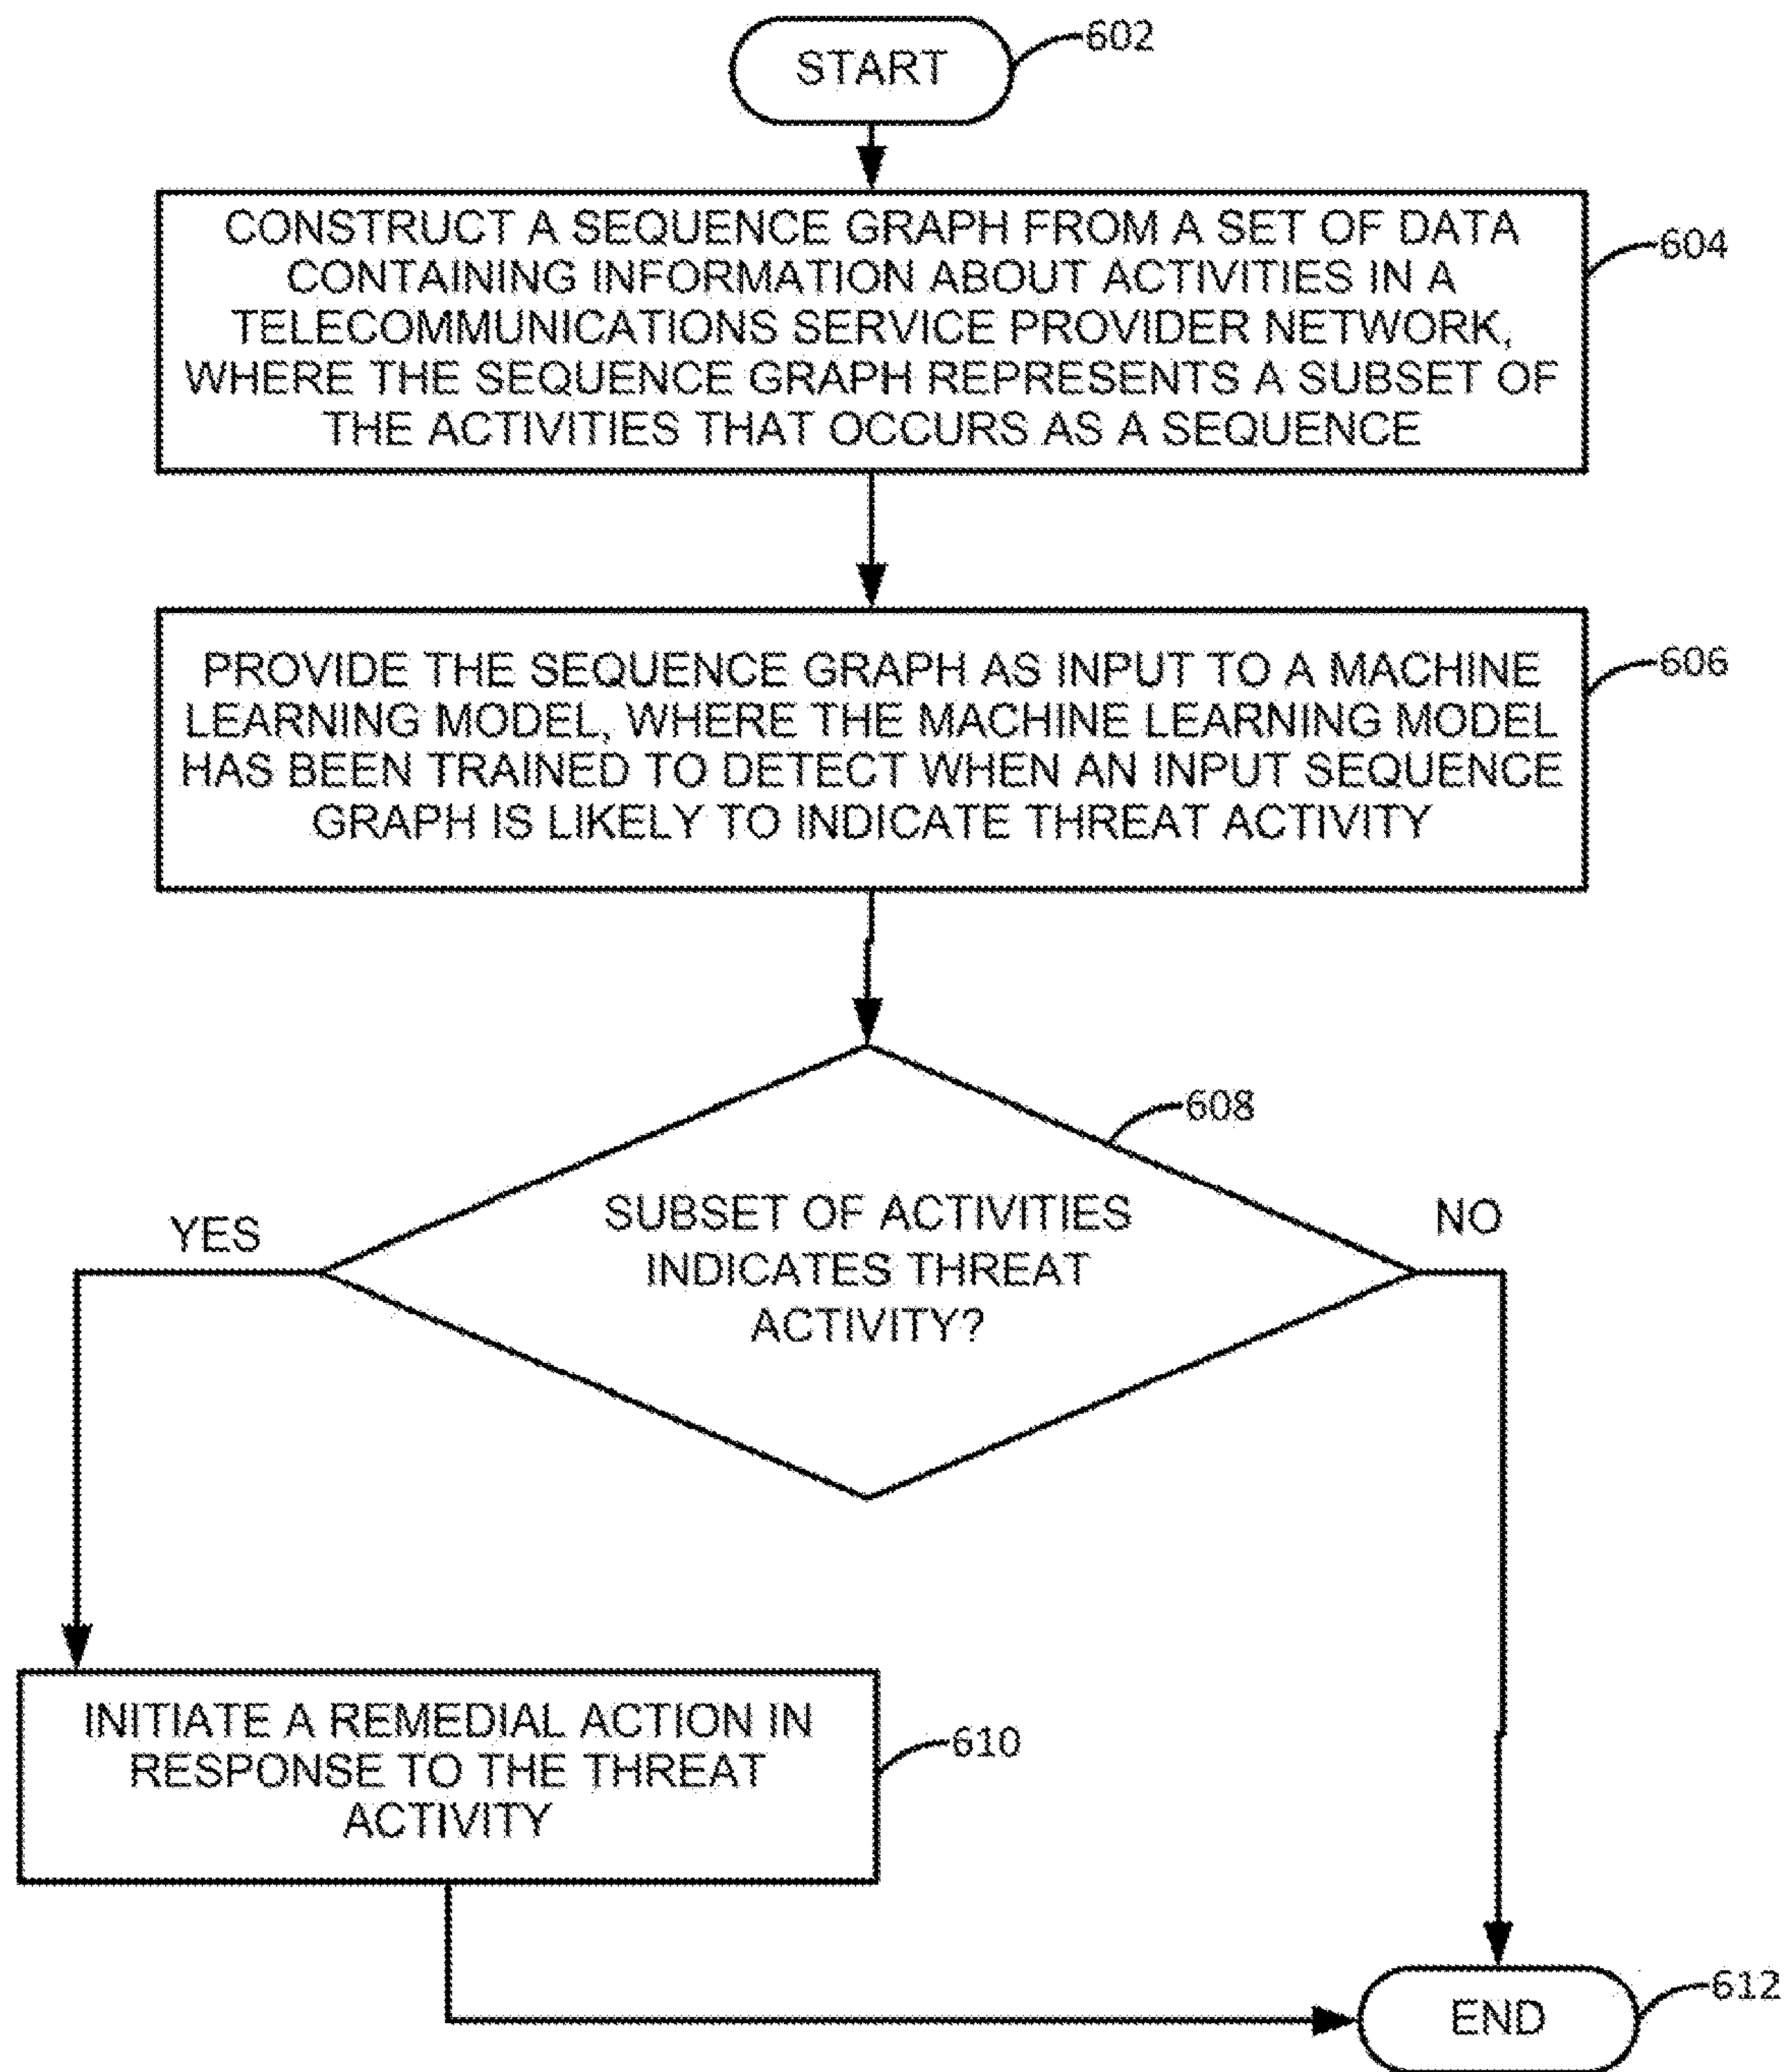 START
602
CONSTRUCT A SEQUENCE GRAPH FROM A SET OF DATA
CONTAINING INFORMATION ABOUT ACTIVITIES IN A
TELECOMMUNICATIONS SERVICE PROVIDER NETWORK,
WHERE THE SEQUENCE GRAPH REPRESENTS A SUBSET OF
THE ACTIVITIES THAT OCCURS AS A SEQUENCE
604
PROVIDE THE SEQUENCE GRAPH AS INPUT TO A MACHINE
LEARNING MODEL, WHERE THE MACHINE LEARNING MODEL
HAS BEEN TRAINED TO DETECT WHEN AN INPUT SEQUENCE
GRAPH IS LIKELY TO INDICATE THREAT ACTIVITY
606
608
SUBSET OF ACTIVITIES
INDICATES THREAT
ACTIVITY?
YES
NO
INITIATE A REMEDIAL ACTION IN
RESPONSE TO THE THREAT
ACTIVITY
610
END
612